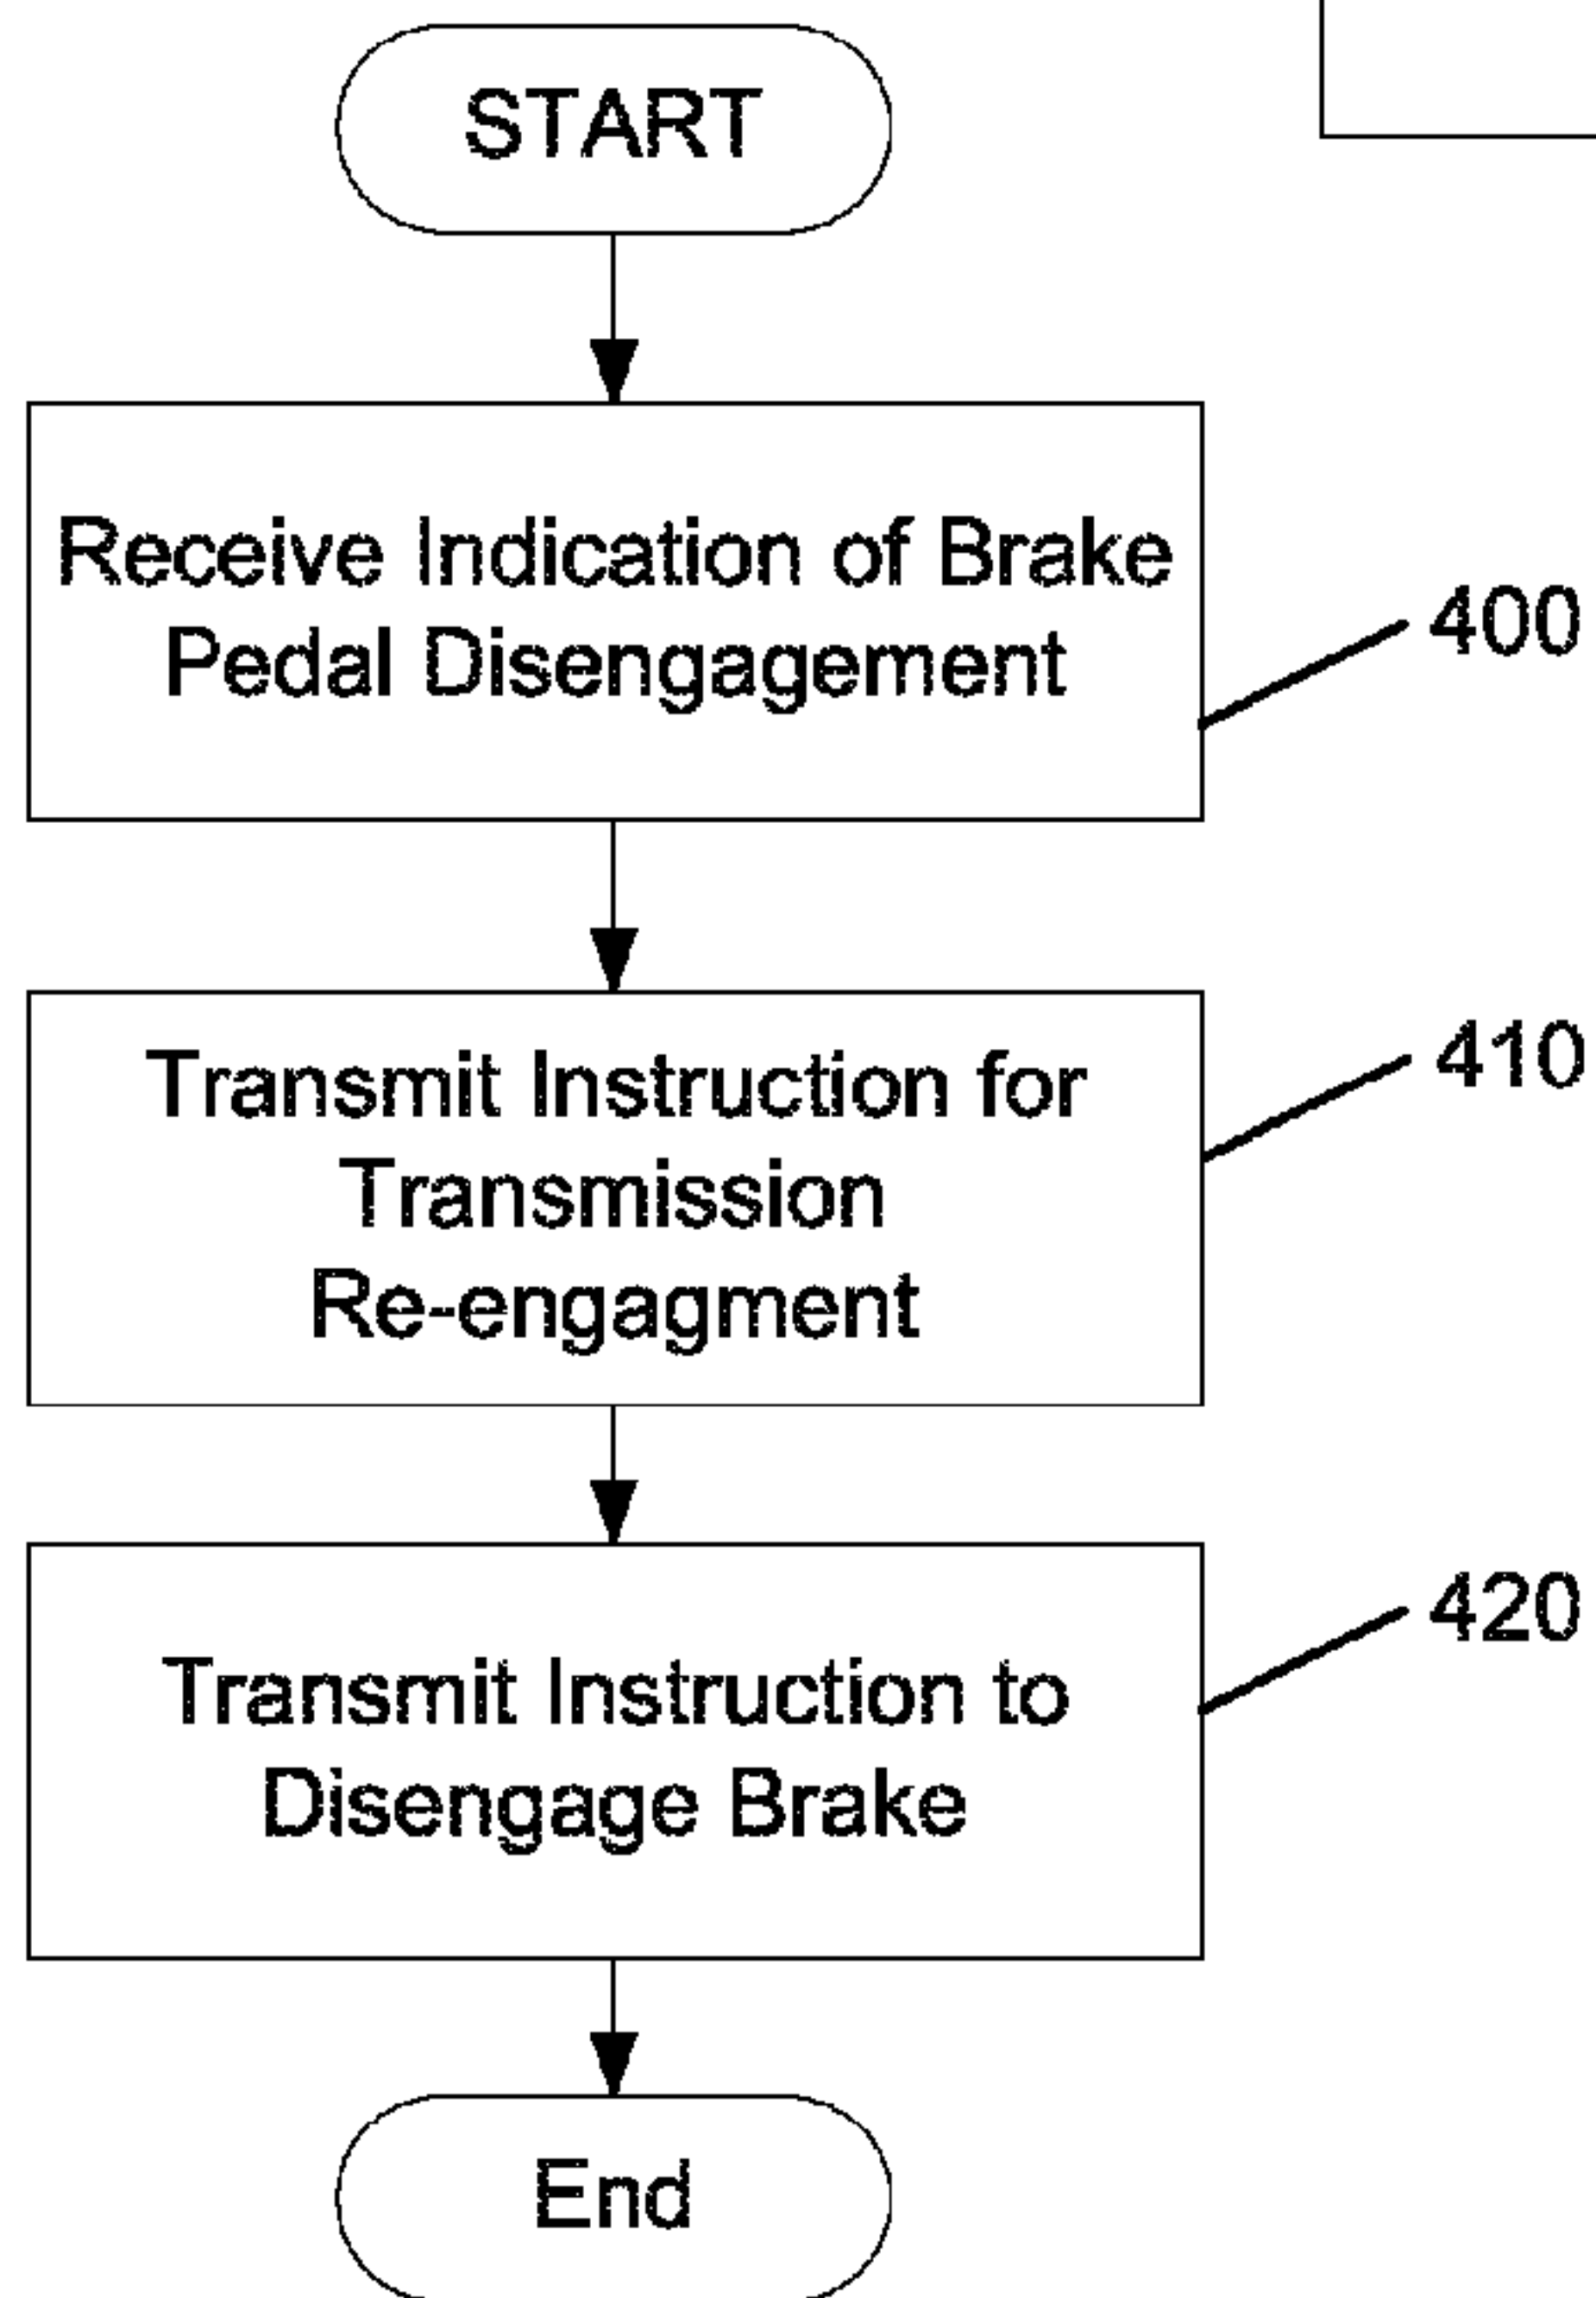 START
Receive Indication of Brake
Pedal Disengagement
400
Transmit Instruction for
Transmission
Re-engagment
410
Transmit Instruction to
Disengage Brake
420
End